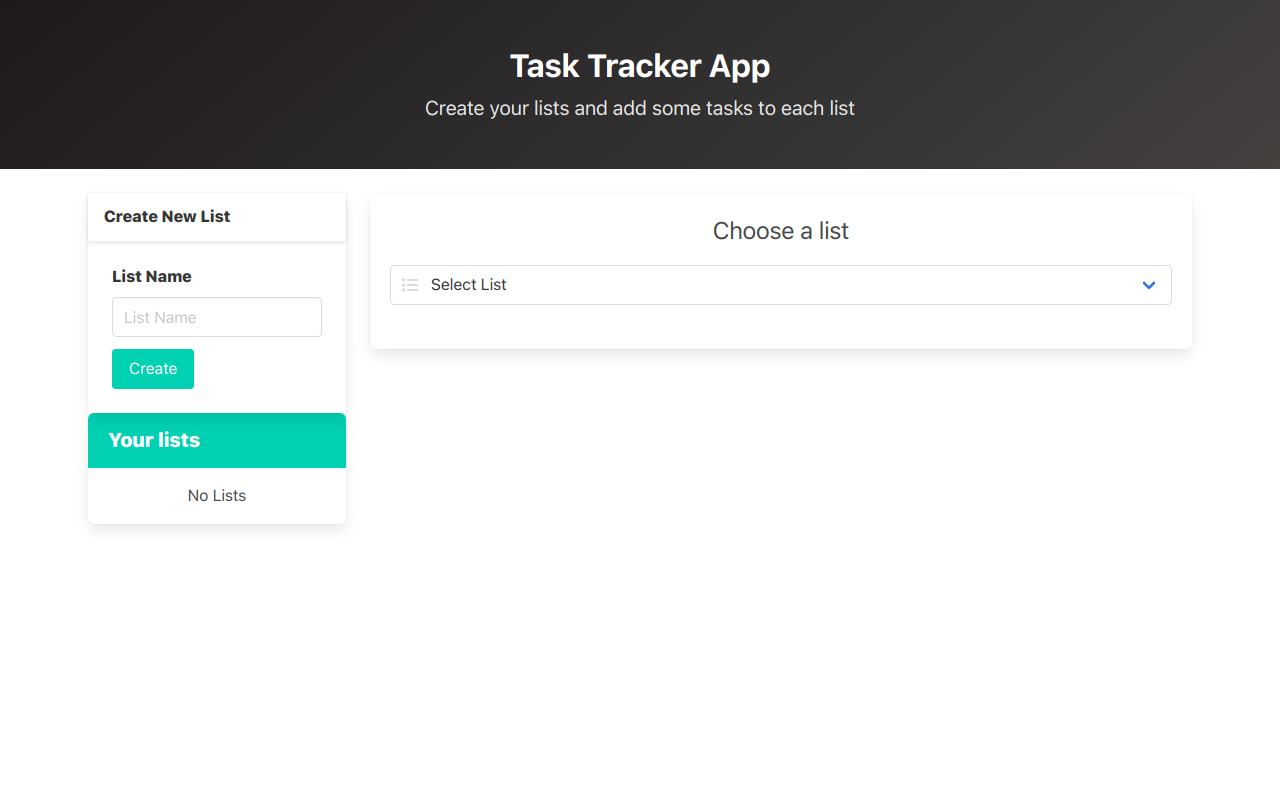 Task Tracker App
Create your lists and add some tasks to each list
Create New List
List Name
List Name
Create
Your lists
No Lists
Choose a list
Select List